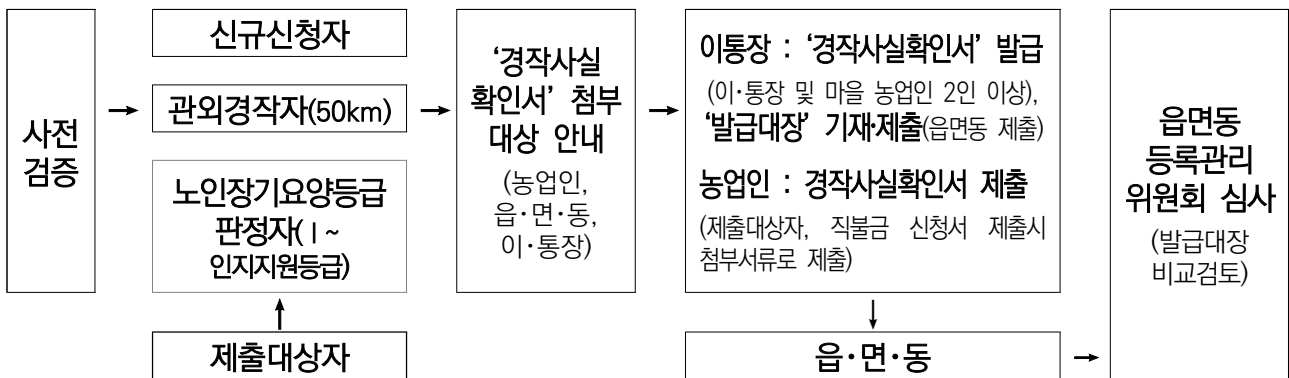 사전
검증
신규신청자
관외경작자(50km)
노인장기요양등급
판정자(Ⅰ~
인지지원등급)
제출대상자
‘경작사실
확인서’ 첨부
대상 안내
(농업인,
읍·면·동,
이·통장)
이통장 : ‘경작사실확인서’ 발급
(이·통장 및 마을 농업인 2인 이상),
‘발급대장’ 기재·제출(읍면동 제출)
농업인 : 경작사실확인서 제출
(제출대상자, 직불금 신청서 제출시
첨부서류로 제출)
읍·면·동
읍면동
등록관리
위원회 심사
(발급대장
비교검토)